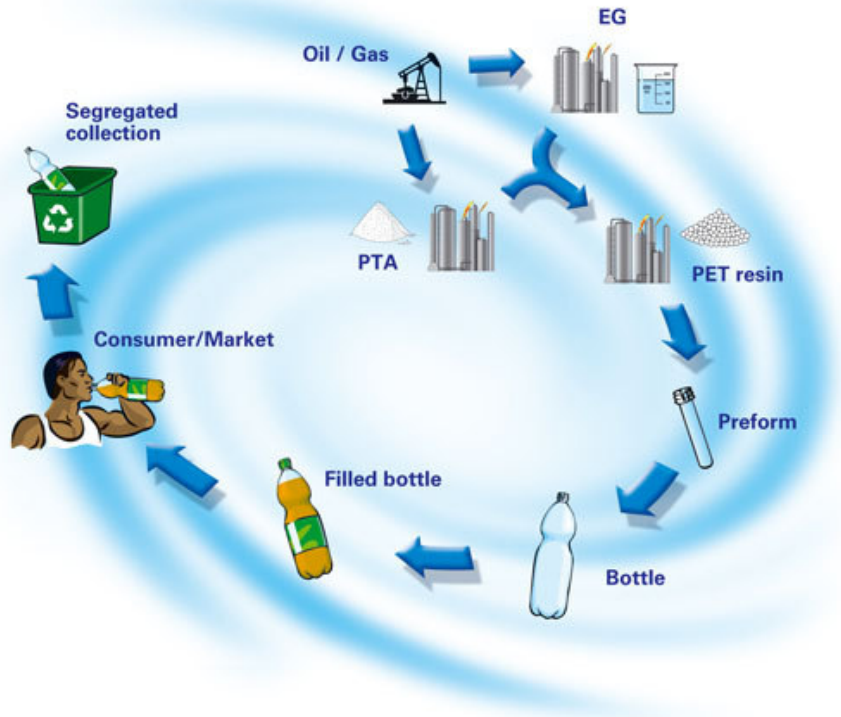 EG
Oil / Gas
Segregated
collection
PTA
PET resin
Consumer/Market
Preform
Filled bottle
Bottle